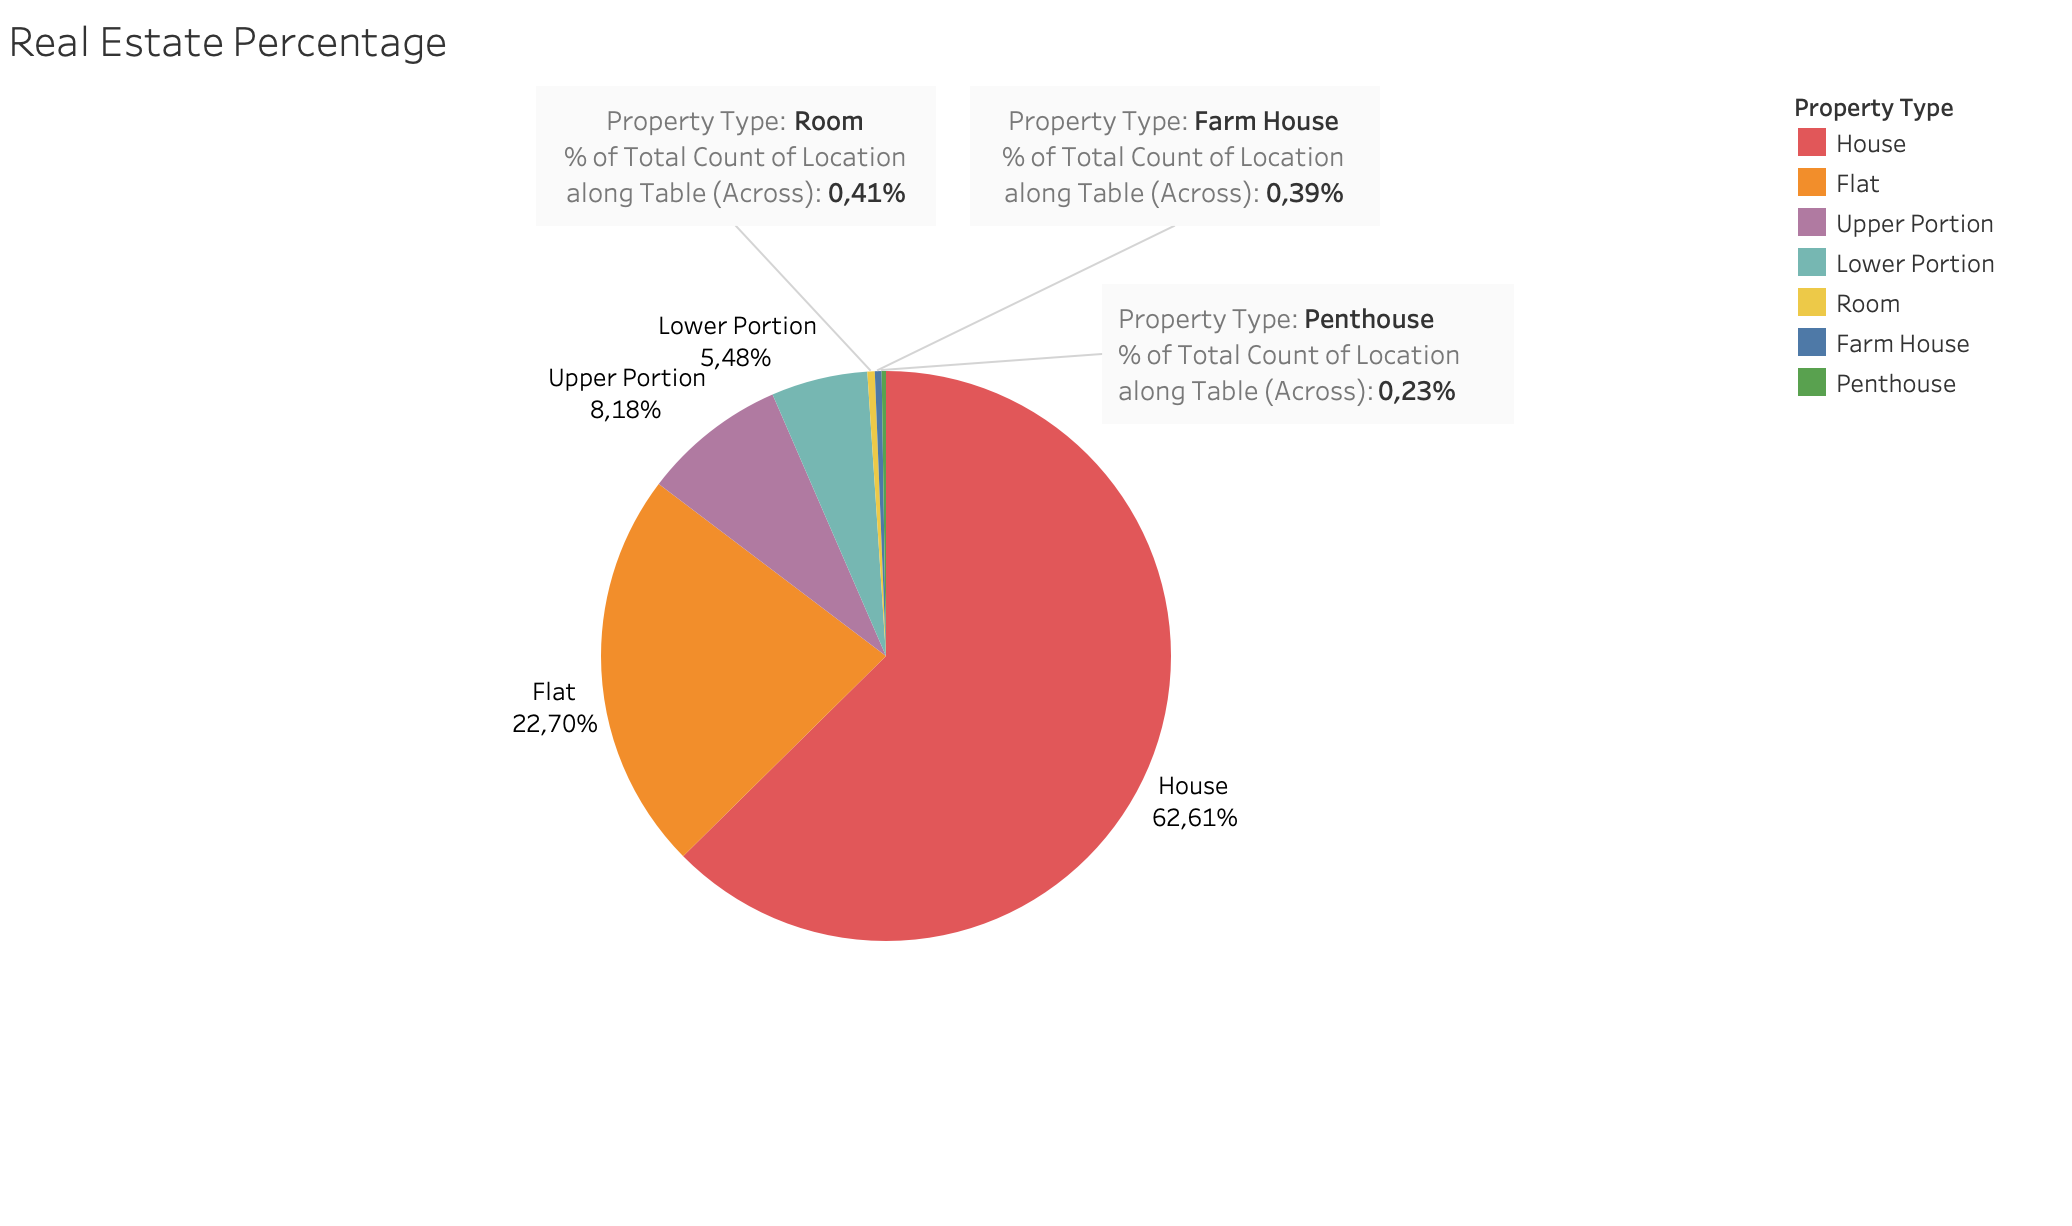 Real Estate Percentage
Property Type: Room
% of Total Count of Location
along Table (Across): 0,41%
Property Type: Farm House
% of Total Count of Location
along Table (Across): 0,39%
Property Type: Penthouse
% of Total Count of Location
along Table (Across): 0,23%
Lower Portion
5,48%
Upper Portion
8,18%
Flat
22,70%
House
62,61%
Property Type
House
Flat
Upper Portion
Lower Portion
Room
Farm House
Penthouse